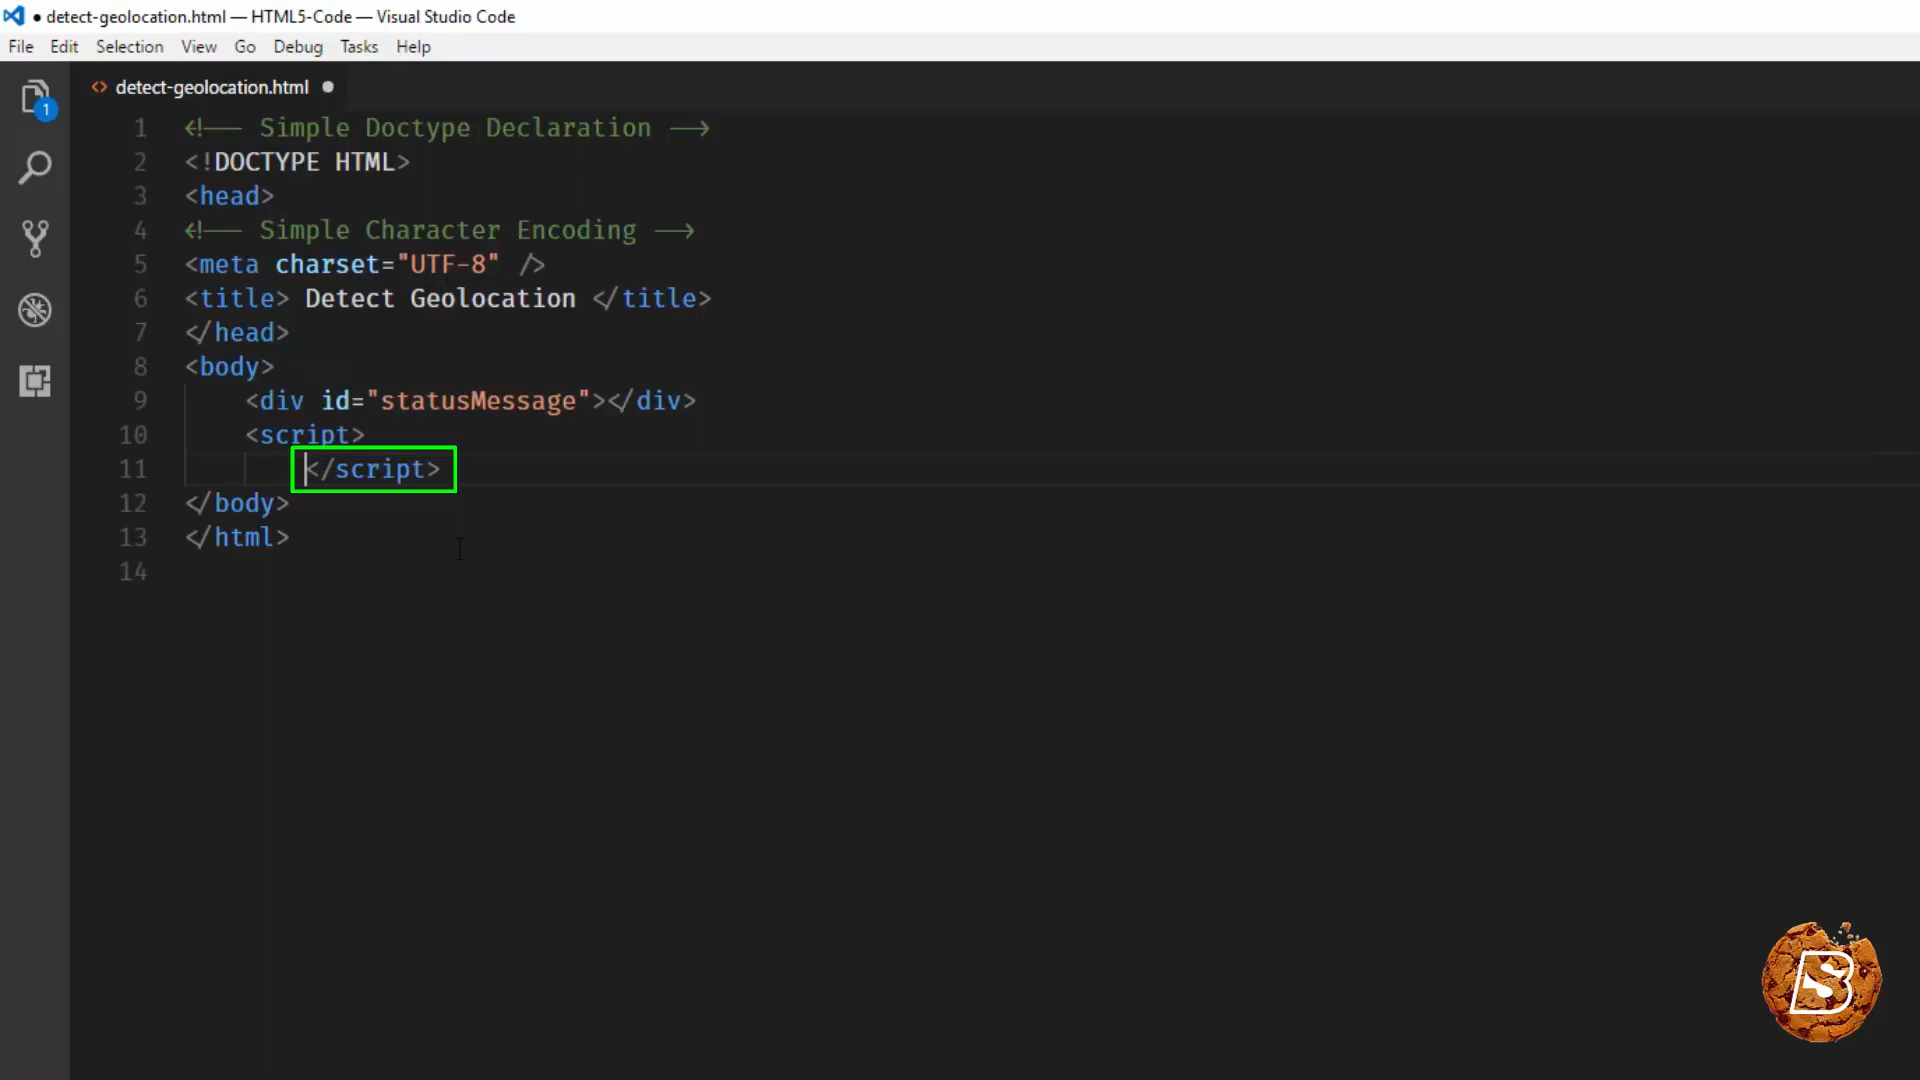 ● detect-geolocation.html — HTML5-Code — Visual Studio Code
File Edit Selection View Go Debug Tasks Help
1
<> detect-geolocation.html ●
1 <!-- Simple Doctype Declaration -->
2 <!DOCTYPE HTML>
3 <head>
4 <!-- Simple Character Encoding -->
5 <meta charset="UTF-8" />
6 <title> Detect Geolocation </title>
7 </head>
8 <body>
9 <div id="statusMessage"></div>
10 <script>
11 </script>
12 </body>
13 </html>
14
B